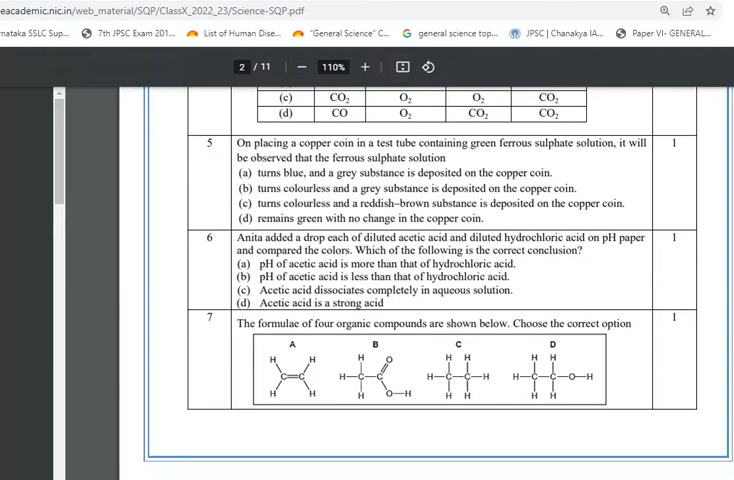 eacademic.nic.in/web_material/SQP/ClassX_2022_23/Science-SQP.pdf
rnataka SSLC Sup... 7th JPSC Exam 201... List of Human Dise... "General Science" C... general science top... JPSC | Chanakya IA... Paper VI- GENERAL...
2 / 11 | — 110% +
(c) CO₂ O₂ O₂ CO₂
(d) CO O₂ CO₂ CO₂
5 On placing a copper coin in a test tube containing green ferrous sulphate solution, it will 1
be observed that the ferrous sulphate solution
(a) turns blue, and a grey substance is deposited on the copper coin.
(b) turns colourless and a grey substance is deposited on the copper coin.
(c) turns colourless and a reddish–brown substance is deposited on the copper coin.
(d) remains green with no change in the copper coin.
6 Anita added a drop each of diluted acetic acid and diluted hydrochloric acid on pH paper 1
and compared the colors. Which of the following is the correct conclusion?
(a) pH of acetic acid is more than that of hydrochloric acid.
(b) pH of acetic acid is less than that of hydrochloric acid.
(c) Acetic acid dissociates completely in aqueous solution.
(d) Acetic acid is a strong acid
7 The formulae of four organic compounds are shown below. Choose the correct option 1
A B C D
H H H O H H H H
C=C H—C—C H—C—C—H H—C—C—O—H
H H H O—H H H H H